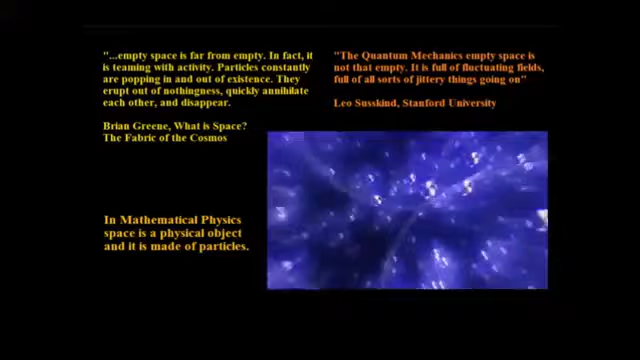 "...empty space is far from empty. In fact, it
is teaming with activity. Particles constantly
are popping in and out of existence. They
erupt out of nothingness, quickly annihilate
each other, and disappear.
Brian Greene, What is Space?
The Fabric of the Cosmos
"The Quantum Mechanics empty space is
not that empty. It is full of fluctuating fields,
full of all sorts of jittery things going on"
Leo Susskind, Stanford University
In Mathematical Physics
space is a physical object
and it is made of particles.